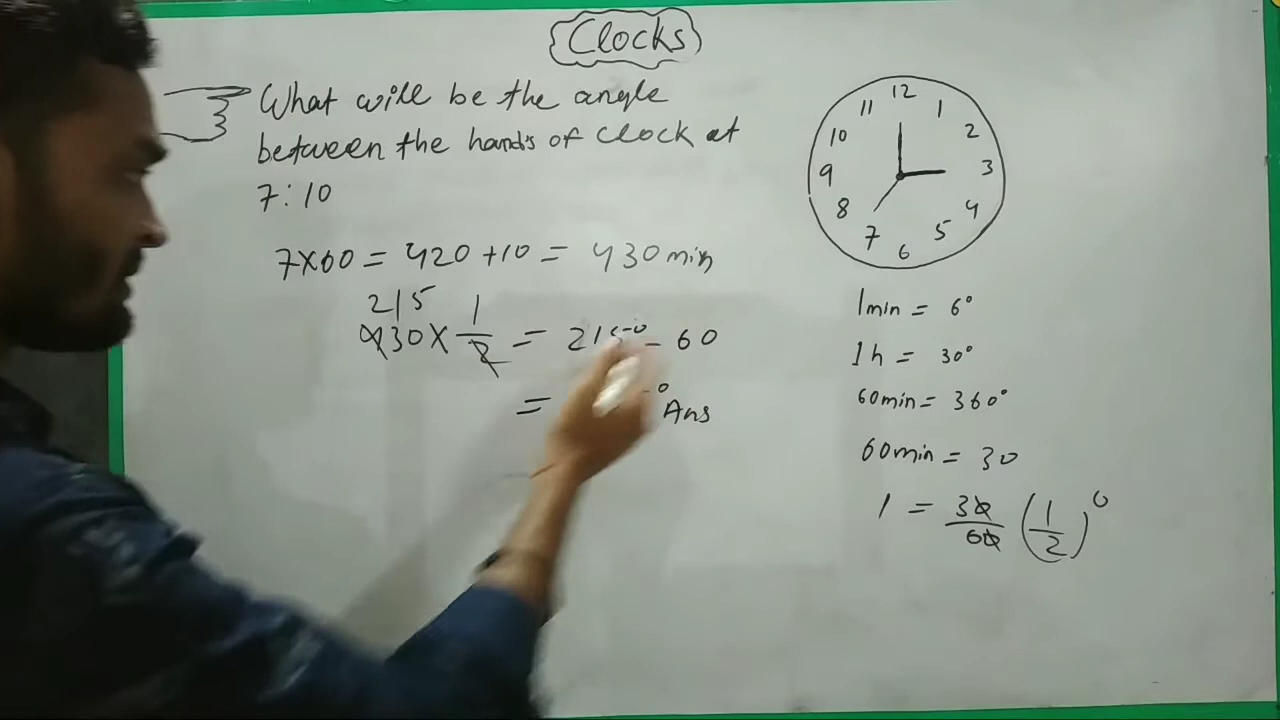 Clocks
What will be the angle
between the hands of Clock at
7:10
7x60 = 420 +10 = 430 min
215 1
430 x 1/2 = 215° - 60
= ° Ans
12
11 1
10 2
9 3
8 4
7 5
6
1min = 6°
1h = 30°
60min = 360°
60min = 30
1 = 30/60 (1/2)°